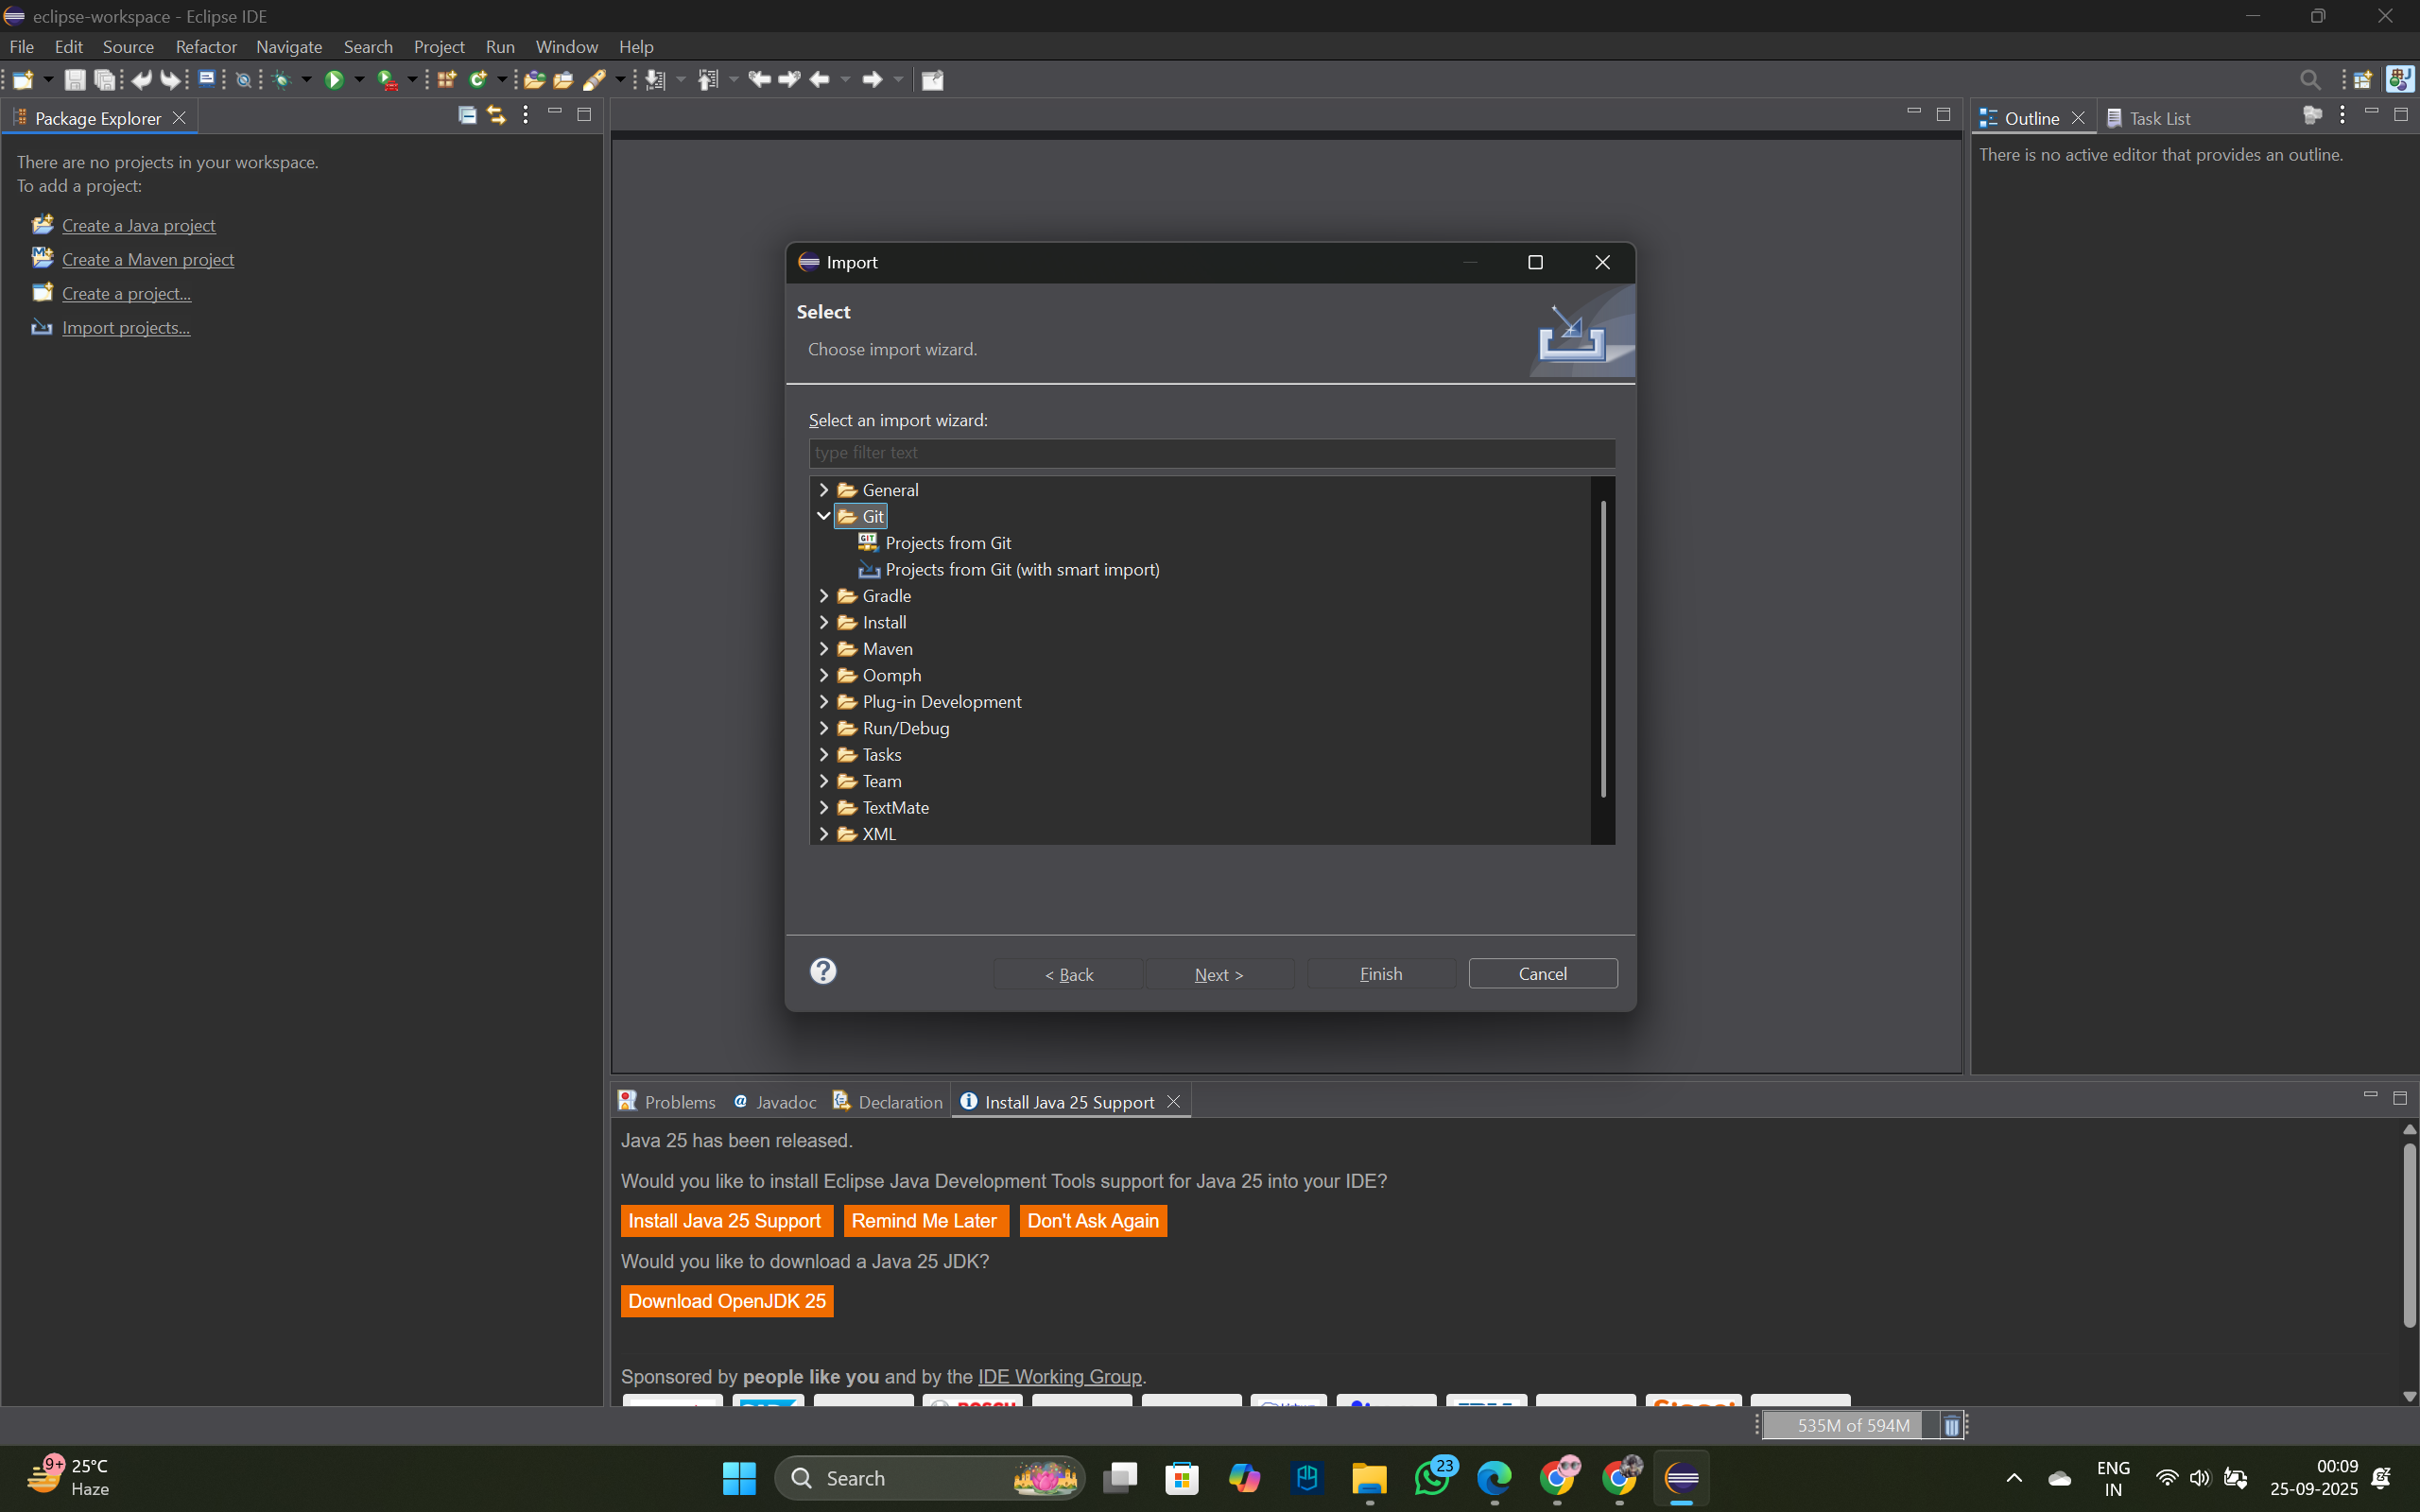 eclipse-workspace - Eclipse IDE
File Edit Source Refactor Navigate Search Project Run Window Help
Package Explorer
There are no projects in your workspace.
To add a project:
Create a Java project
Create a Maven project
Create a project...
Import projects...
Outline
Task List
There is no active editor that provides an outline.
Import
Select
Choose import wizard.
Select an import wizard:
type filter text
General
Git
GIT
Projects from Git
Projects from Git (with smart import)
Gradle
Install
Maven
Oomph
Plug-in Development
Run/Debug
Tasks
Team
TextMate
XML
< Back
Next >
Finish
Cancel
Problems @ Javadoc Declaration Install Java 25 Support
Java 25 has been released.
Would you like to install Eclipse Java Development Tools support for Java 25 into your IDE?
Install Java 25 Support Remind Me Later Don't Ask Again
Would you like to download a Java 25 JDK?
Download OpenJDK 25
Sponsored by people like you and by the IDE Working Group.
535M of 594M
9+
25°C
Haze
Search
23
ENG
IN
00:09
25-09-2025